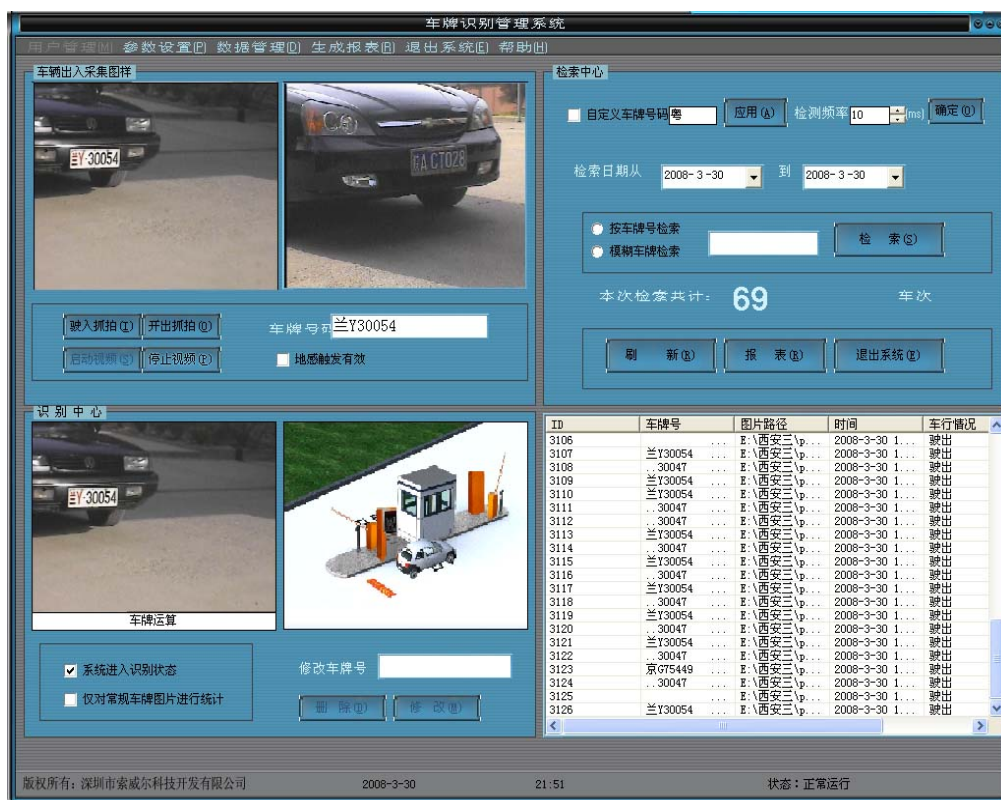 车牌识别管理系统
用户管理(M) 参数设置(P) 数据管理(D) 生成报表(R) 退出系统(E) 帮助(H)
车辆出入采集图样
兰Y·30054
A CT028
驶入抓拍(I) 开出抓拍(O)
车牌号码 兰Y30054
启动视频(S) 停止视频(P)
地感触发有效
检索中心
自定义车牌号码 粤 应用(A) 检测频率 10 (ms) 确定(O)
检索日期从 2008-3-30 到 2008-3-30
按车牌号检索
模糊车牌检索
检 索(S)
本次检索共计: 69 车次
刷 新(R) 报 表(R) 退出系统(E)
识别中心
兰Y·30054
车牌运算
系统进入识别状态
仅对常规车牌图片进行统计
修改车牌号
删 除(D) 修 改(M)
ID 车牌号 图片路径 时间 车行情况
3106 ... E:\西安三\p... 2008-3-30 1... 驶出
3107 兰Y30054 ... E:\西安三\p... 2008-3-30 1... 驶出
3108 ..30047 ... E:\西安三\p... 2008-3-30 1... 驶出
3109 兰Y30054 ... E:\西安三\p... 2008-3-30 1... 驶出
3110 兰Y30054 ... E:\西安三\p... 2008-3-30 1... 驶出
3111 ..30047 ... E:\西安三\p... 2008-3-30 1... 驶出
3112 ..30047 ... E:\西安三\p... 2008-3-30 1... 驶出
3113 兰Y30054 ... E:\西安三\p... 2008-3-30 1... 驶出
3114 ..30047 ... E:\西安三\p... 2008-3-30 1... 驶出
3115 兰Y30054 ... E:\西安三\p... 2008-3-30 1... 驶出
3116 ..30047 ... E:\西安三\p... 2008-3-30 1... 驶出
3117 兰Y30054 ... E:\西安三\p... 2008-3-30 1... 驶出
3118 ..30047 ... E:\西安三\p... 2008-3-30 1... 驶出
3119 兰Y30054 ... E:\西安三\p... 2008-3-30 1... 驶出
3120 ..30047 ... E:\西安三\p... 2008-3-30 1... 驶出
3121 兰Y30054 ... E:\西安三\p... 2008-3-30 1... 驶出
3122 ..30047 ... E:\西安三\p... 2008-3-30 1... 驶出
3123 京G75449 ... E:\西安三\p... 2008-3-30 1... 驶出
3124 ..30047 ... E:\西安三\p... 2008-3-30 1... 驶出
3125 ... E:\西安三\p... 2008-3-30 1... 驶出
3126 兰Y30054 ... E:\西安三\p... 2008-3-30 1... 驶出
版权所有：深圳市索威尔科技开发有限公司 2008-3-30 21:51 状态：正常运行